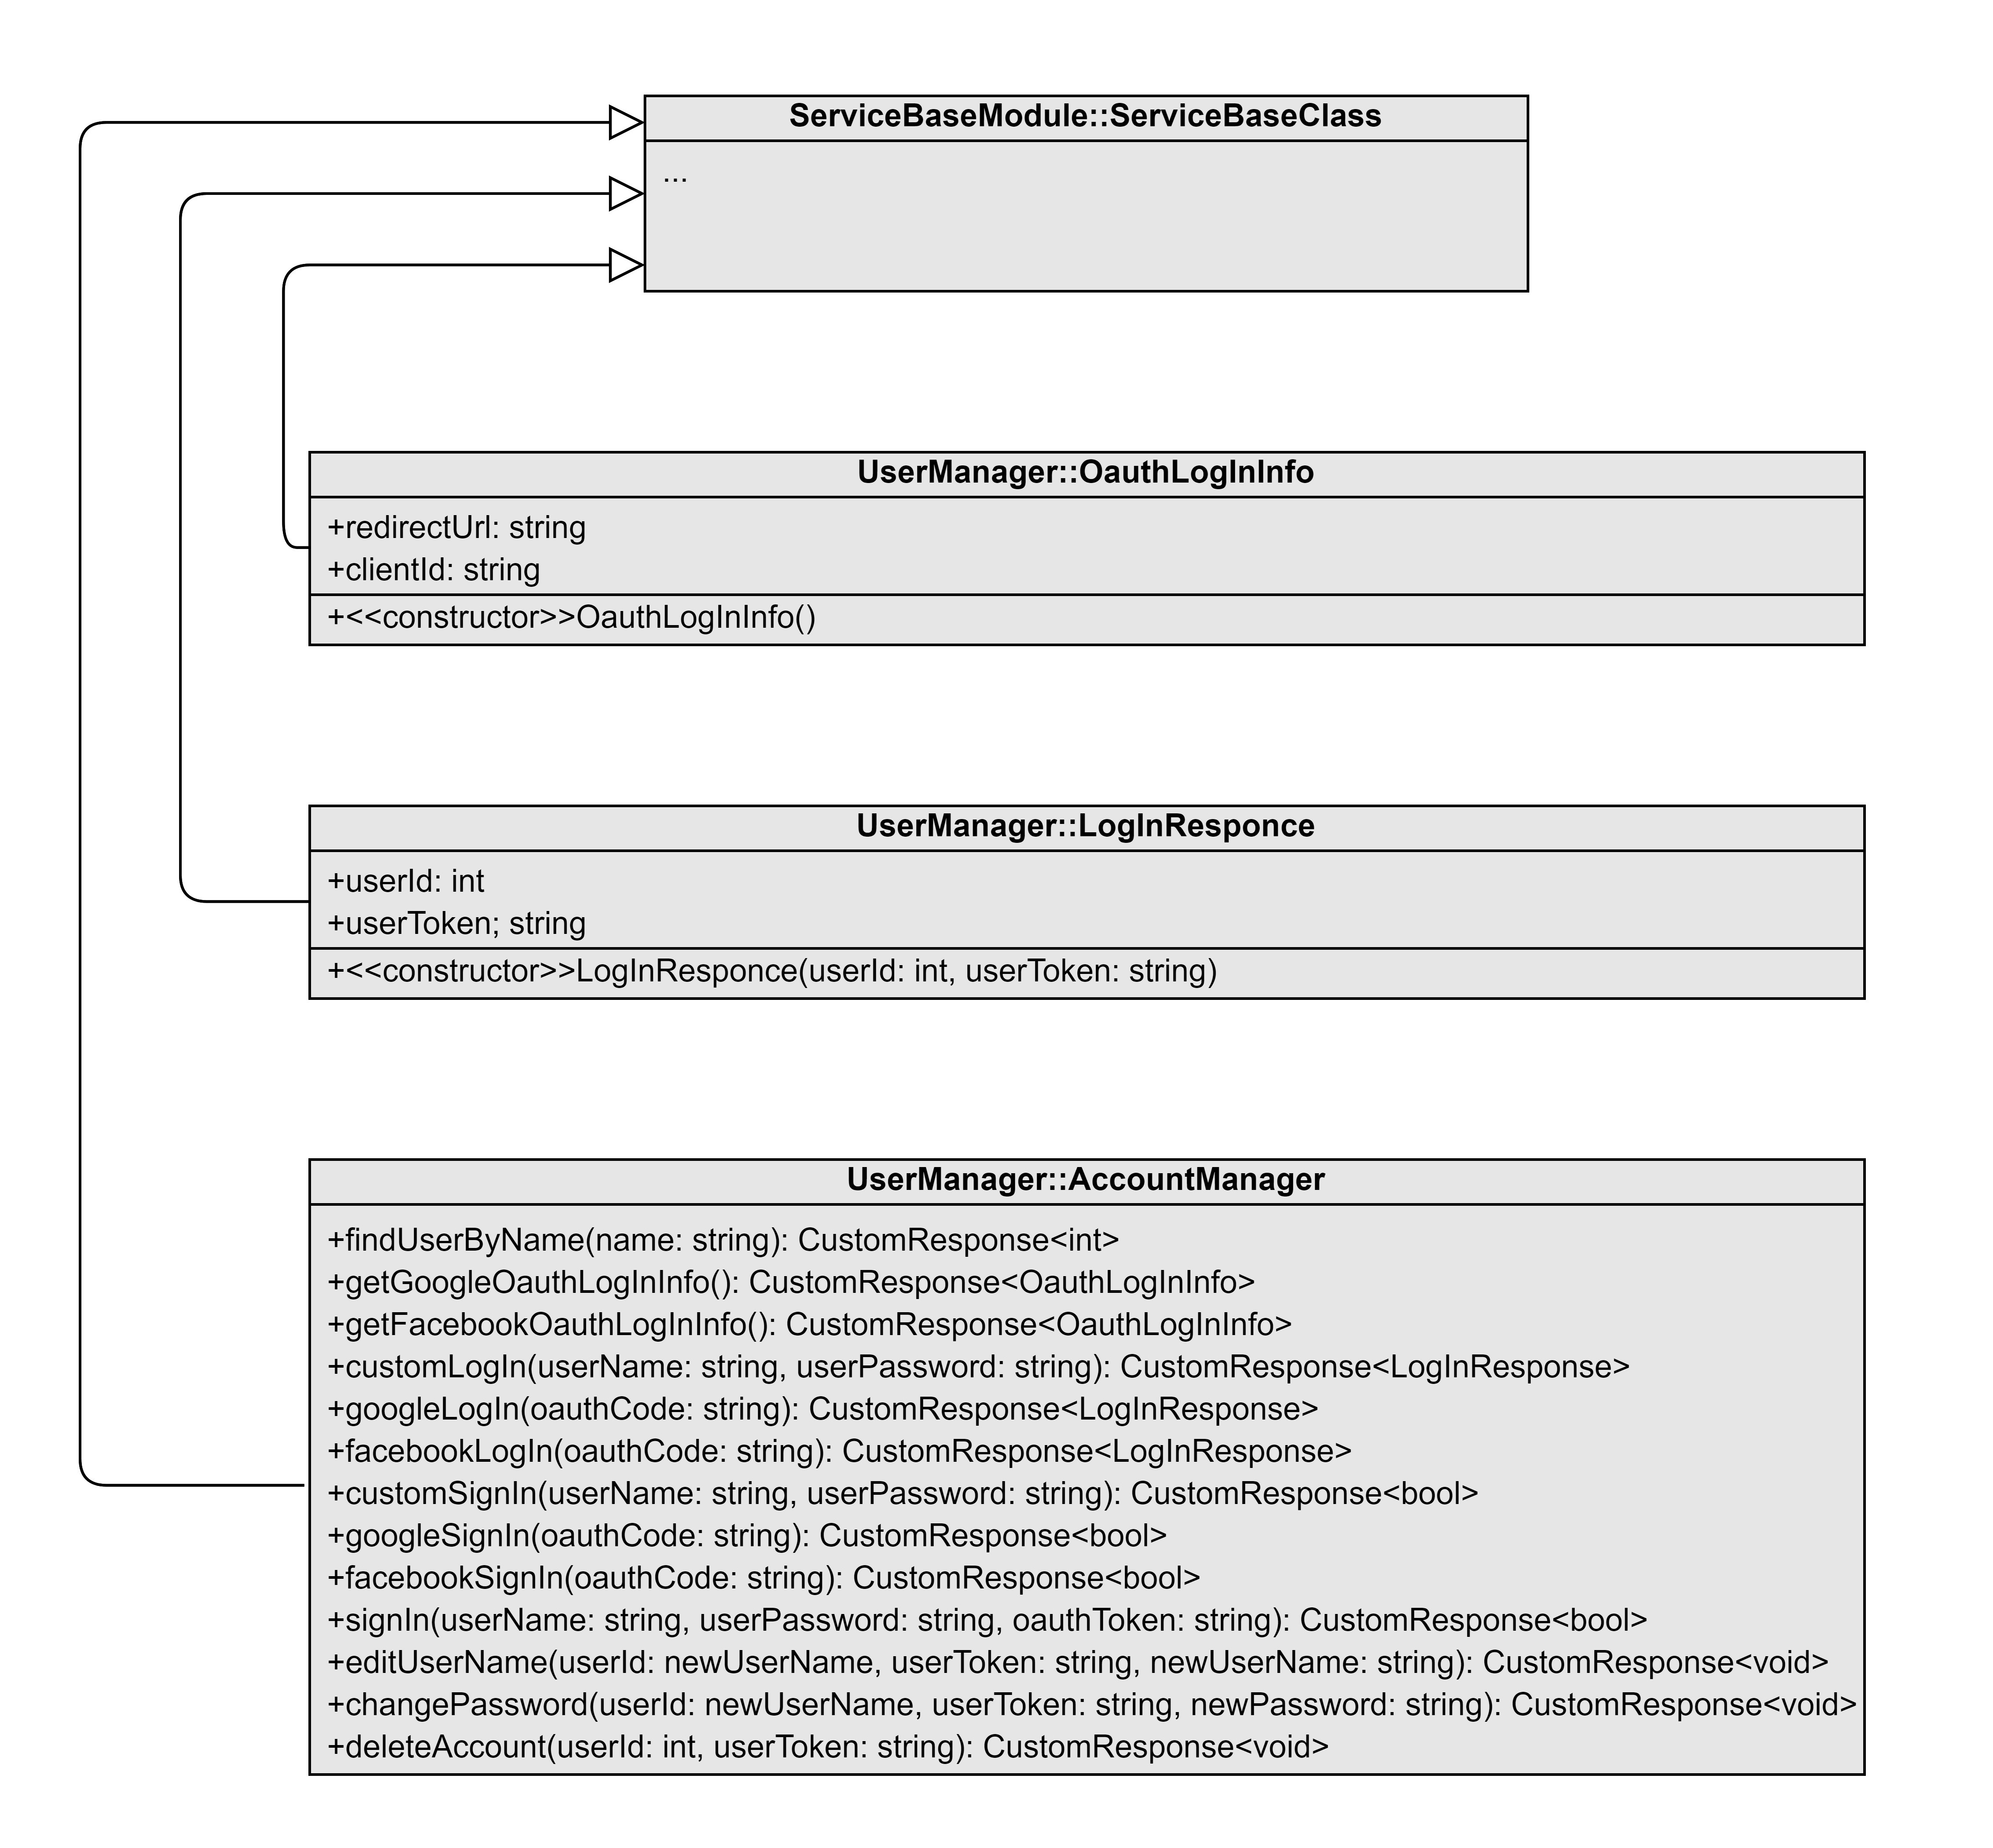 ServiceBaseModule::ServiceBaseClass
...
UserManager::OauthLogInInfo
+redirectUrl: string
+clientId: string
+<<constructor>>OauthLogInInfo()
UserManager::LogInResponce
+userId: int
+userToken; string
+<<constructor>>LogInResponce(userId: int, userToken: string)
UserManager::AccountManager
+findUserByName(name: string): CustomResponse<int>
+getGoogleOauthLogInInfo(): CustomResponse<OauthLogInInfo>
+getFacebookOauthLogInInfo(): CustomResponse<OauthLogInInfo>
+customLogIn(userName: string, userPassword: string): CustomResponse<LogInResponse>
+googleLogIn(oauthCode: string): CustomResponse<LogInResponse>
+facebookLogIn(oauthCode: string): CustomResponse<LogInResponse>
+customSignIn(userName: string, userPassword: string): CustomResponse<bool>
+googleSignIn(oauthCode: string): CustomResponse<bool>
+facebookSignIn(oauthCode: string): CustomResponse<bool>
+signIn(userName: string, userPassword: string, oauthToken: string): CustomResponse<bool>
+editUserName(userId: newUserName, userToken: string, newUserName: string): CustomResponse<void>
+changePassword(userId: newUserName, userToken: string, newPassword: string): CustomResponse<void>
+deleteAccount(userId: int, userToken: string): CustomResponse<void>